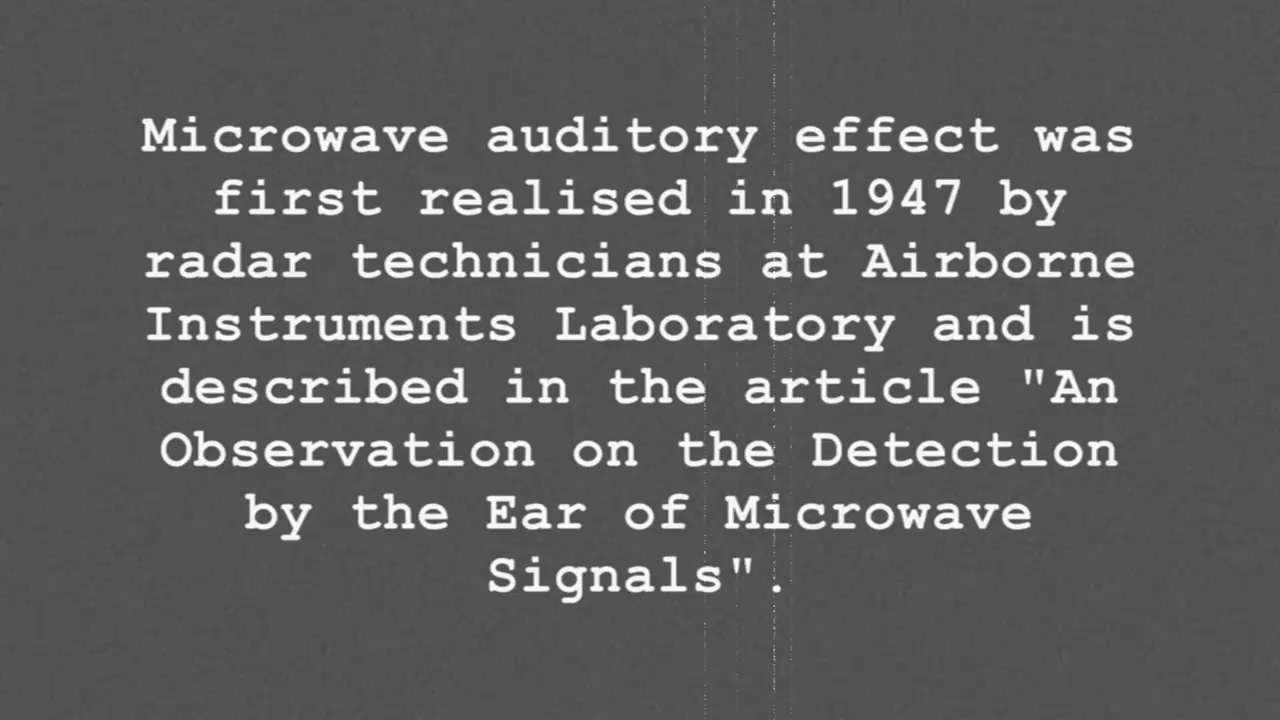 Microwave auditory effect was
first realised in 1947 by
radar technicians at Airborne
Instruments Laboratory and is
described in the article "An
Observation on the Detection
by the Ear of Microwave
Signals".